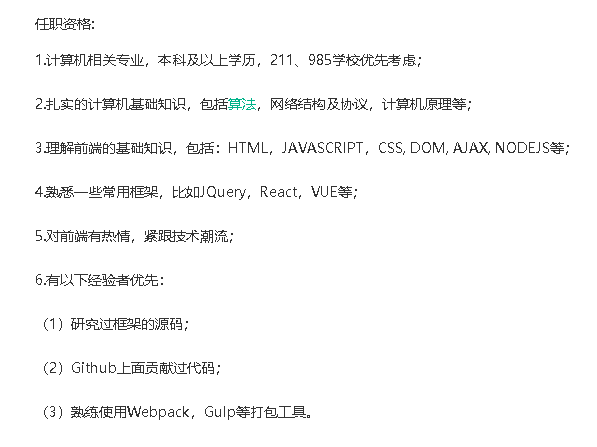 任职资格:
1.计算机相关专业，本科及以上学历，211、985学校优先考虑；
2.扎实的计算机基础知识，包括算法，网络结构及协议，计算机原理等；
3.理解前端的基础知识，包括：HTML，JAVASCRIPT，CSS, DOM, AJAX, NODEJS等；
4.熟悉一些常用框架，比如JQuery，React，VUE等；
5.对前端有热情，紧跟技术潮流；
6.有以下经验者优先：
（1）研究过框架的源码；
（2）Github上面贡献过代码；
（3）熟练使用Webpack，Gulp等打包工具。